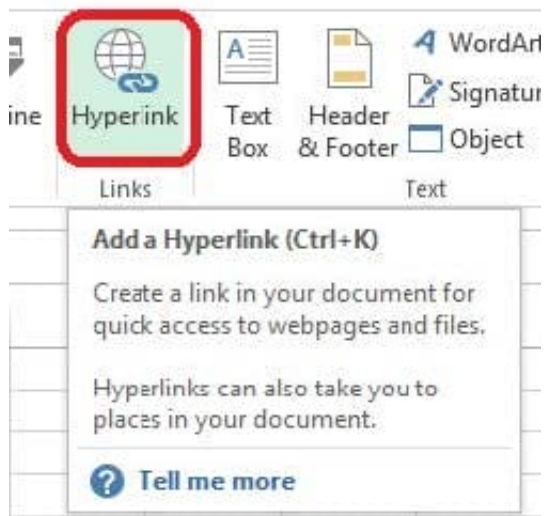 ine
Hyperlink
Text
Box
Header
& Footer
WordArt
Signatur
Object
Links
Text
Add a Hyperlink (Ctrl+K)
Create a link in your document for
quick access to webpages and files.
Hyperlinks can also take you to
places in your document.
Tell me more